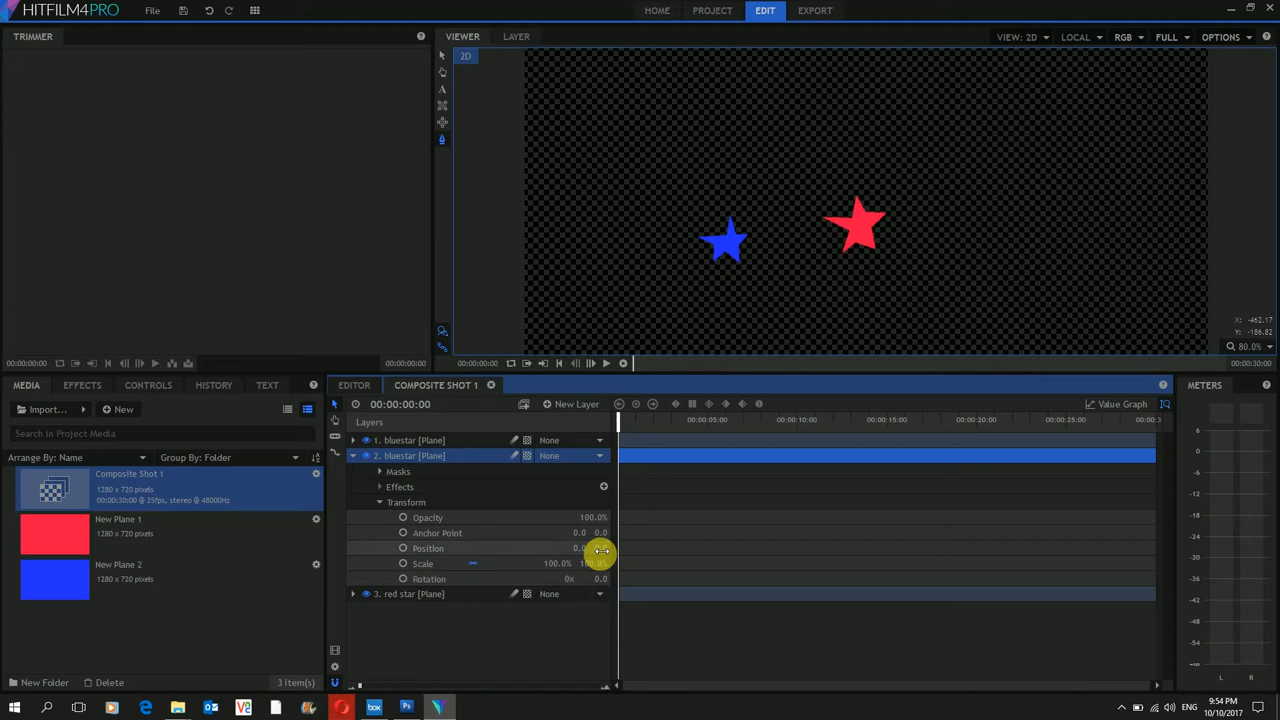 HITFILM4PRO
File
HOME
PROJECT
EDIT
EXPORT
TRIMMER
VIEWER
LAYER
VIEW: 2D
LOCAL
RGB
FULL
OPTIONS
2D
X: -462.17
Y: -186.82
80.0%
00:00:00:00
00:00:00:00
00:00:00:00
00:00:30:00
MEDIA
EFFECTS
CONTROLS
HISTORY
TEXT
EDITOR
COMPOSITE SHOT 1
METERS
Import...
New
00:00:00:00
New Layer
Value Graph
Search in Project Media
Layers
00:00:05:00
00:00:10:00
00:00:15:00
00:00:20:00
00:00:25:00
00:00:3
Arrange By: Name
Group By: Folder
1. bluestar [Plane]
None
2. bluestar [Plane]
None
Composite Shot 1
1280 x 720 pixels
00:00:30:00 @ 25fps, stereo @ 48000Hz
New Plane 1
1280 x 720 pixels
New Plane 2
1280 x 720 pixels
Masks
Effects
Transform
Opacity
100.0%
Anchor Point
0.0 0.0
Position
0.0
Scale
100.0% 100.0%
Rotation
0x 0.0
3. red star [Plane]
None
6
0
-6
-12
-18
-24
-30
-36
-42
-48
-54
-∞
L
R
New Folder
Delete
3 item(s)
ENG
9:54 PM
10/10/2017